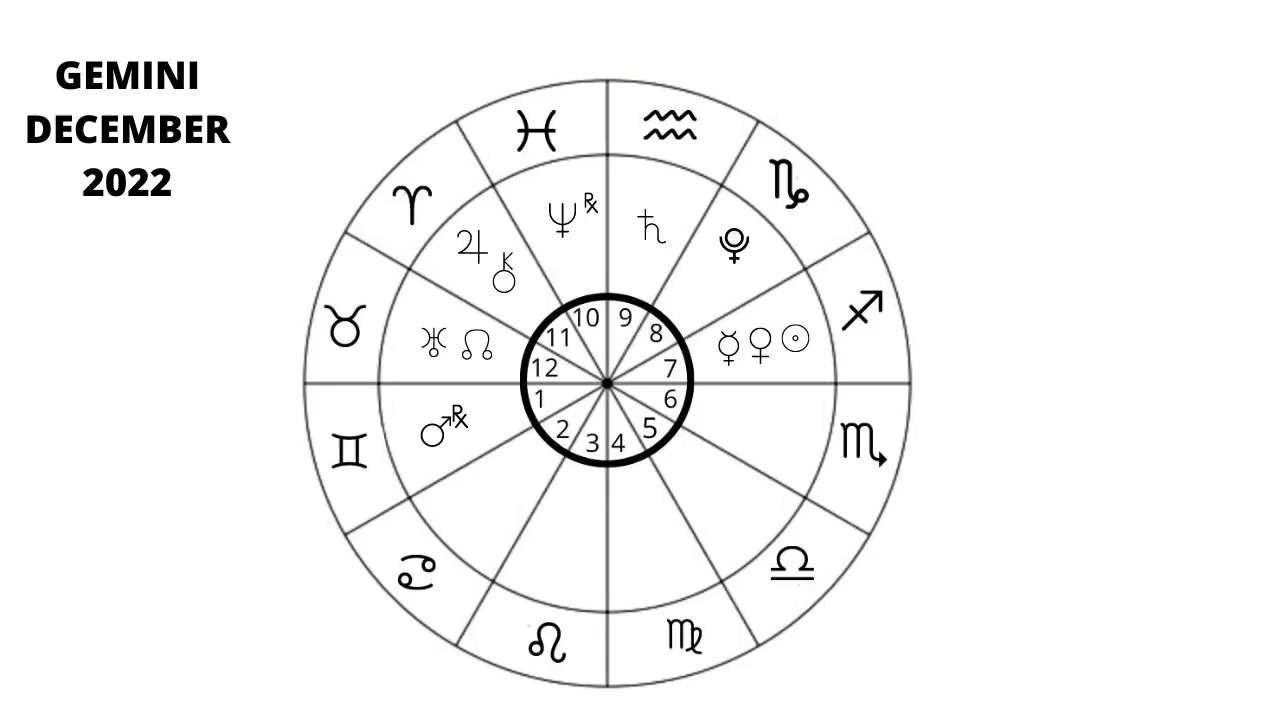 GEMINI
DECEMBER
2022
♓ ♒
♈ ♑
♃ ⚷ ♆ ℞ ♄ ♇
♉ ♅ ☊ ☿ ♀ ☉ ♐
10 9
11 8
12 7
1 6
2 5
3 4
♊ ♂ ℞ ♏
♋ ♎
♌ ♍